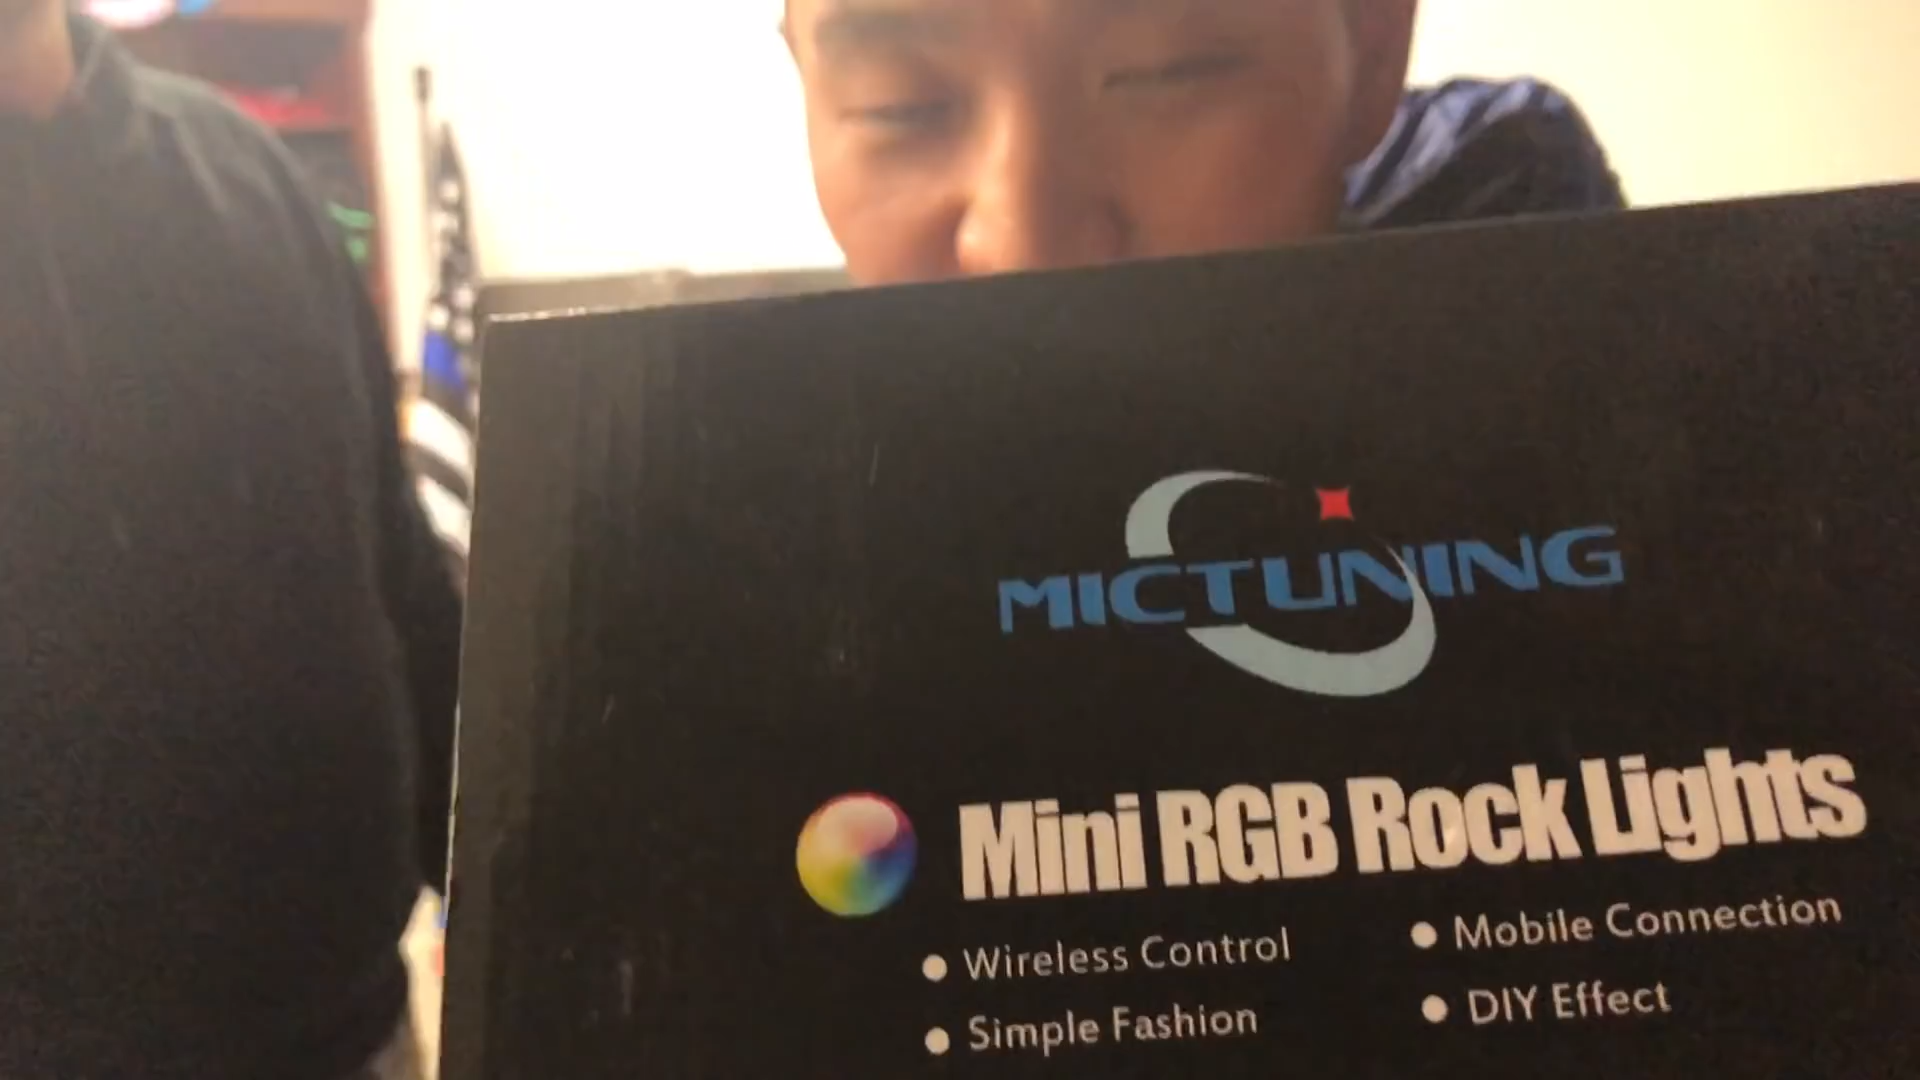 MICTUNING
Mini RGB Rock Lights
Wireless Control
Mobile Connection
Simple Fashion
DIY Effect